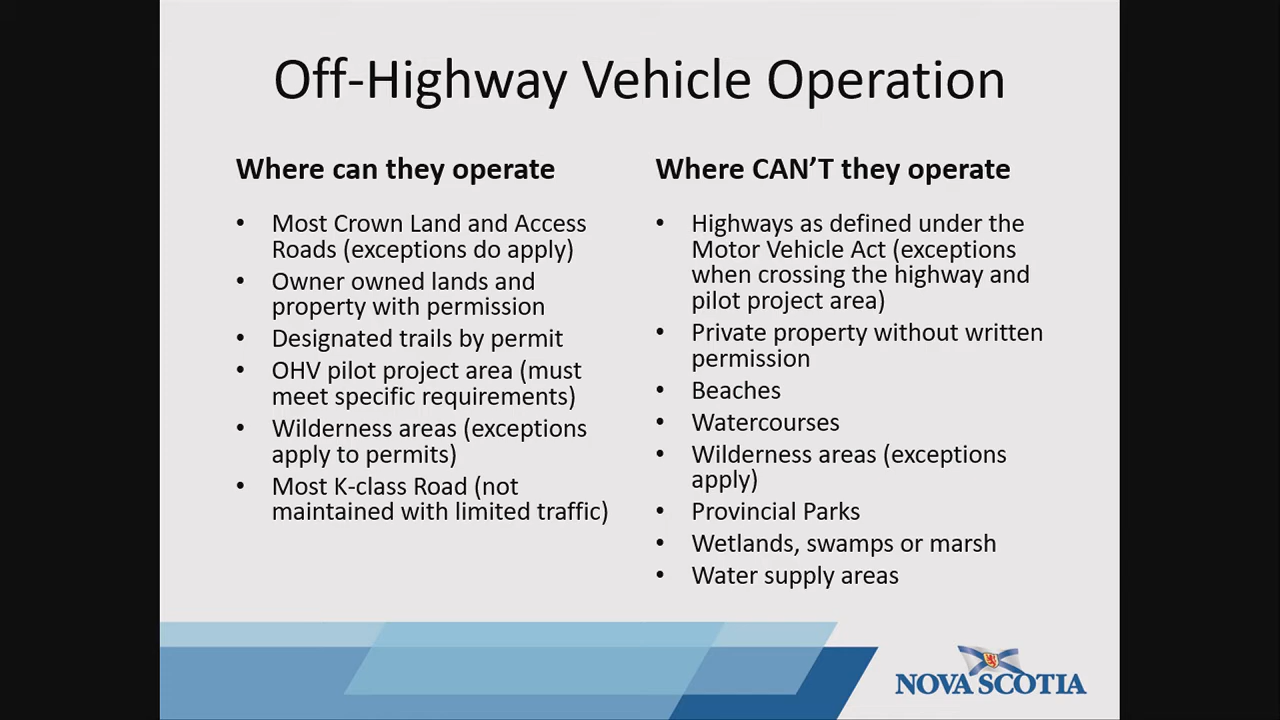 Off-Highway Vehicle Operation
Where can they operate
• Most Crown Land and Access
Roads (exceptions do apply)
• Owner owned lands and
property with permission
• Designated trails by permit
• OHV pilot project area (must
meet specific requirements)
• Wilderness areas (exceptions
apply to permits)
• Most K-class Road (not
maintained with limited traffic)
Where CAN’T they operate
• Highways as defined under the
Motor Vehicle Act (exceptions
when crossing the highway and
pilot project area)
• Private property without written
permission
• Beaches
• Watercourses
• Wilderness areas (exceptions
apply)
• Provincial Parks
• Wetlands, swamps or marsh
• Water supply areas
NOVA SCOTIA